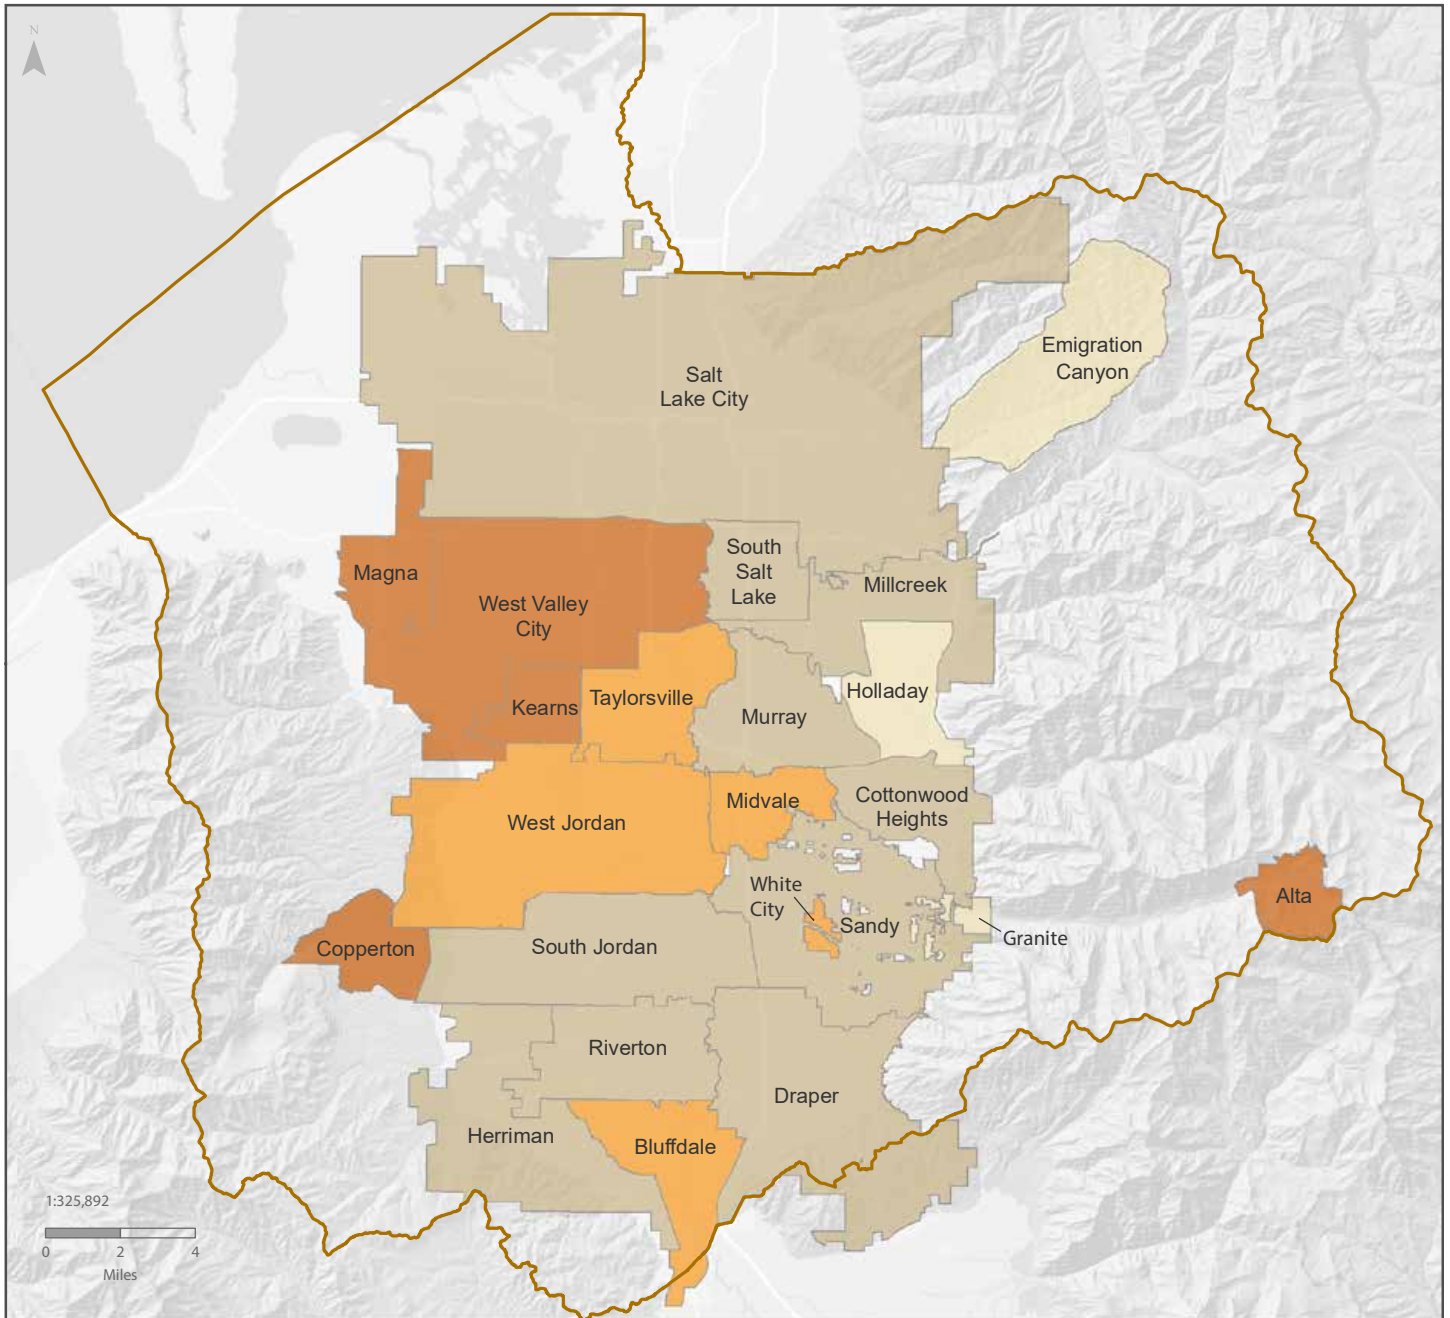 N
Salt
Lake City
Emigration
Canyon
Magna
West Valley
City
South
Salt
Lake
Millcreek
Kearns
Taylorsville
Murray
Holladay
West Jordan
Midvale
Cottonwood
Heights
White
City
Sandy
Granite
Alta
Copperton
South Jordan
Riverton
Draper
Herriman
Bluffdale
1:325,892
0 2 4
Miles